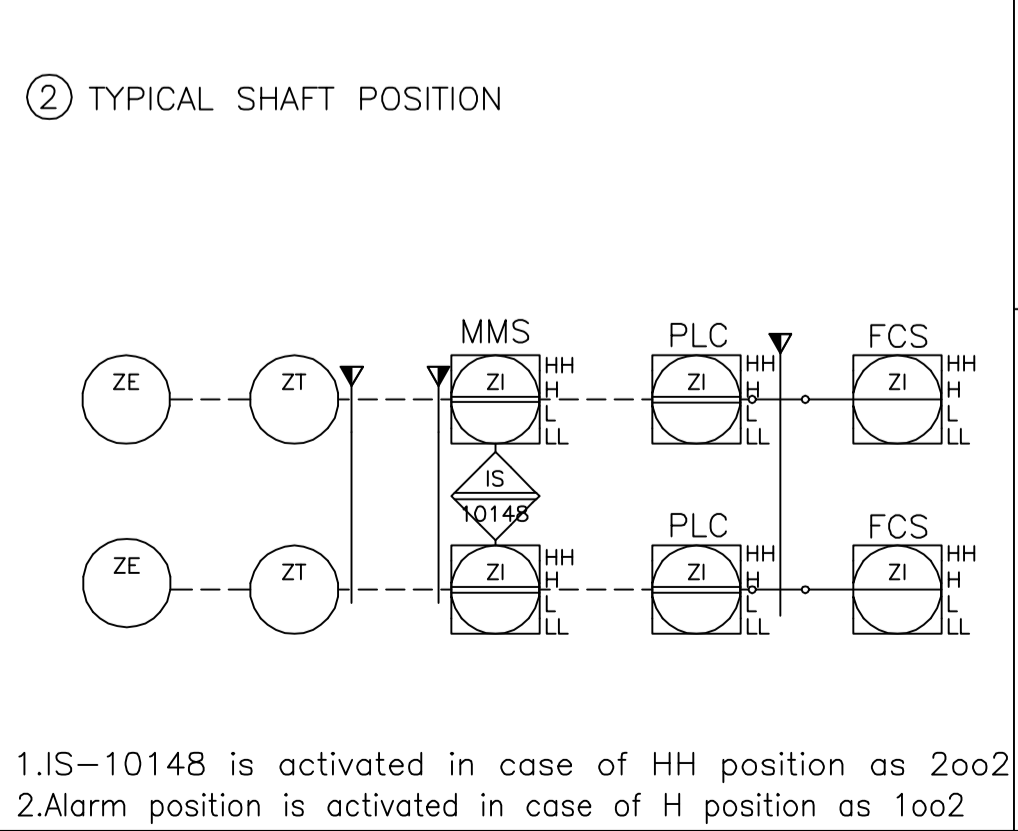 2 TYPICAL SHAFT POSITION
MMS PLC FCS
ZE ZT ZI HH ZI HH ZI HH
H H H
L L L
LL LL LL
IS
10148
PLC FCS
ZE ZT ZI HH ZI HH ZI HH
H H H
L L L
LL LL LL
1.IS-10148 is activated in case of HH position as 2oo2
2.Alarm position is activated in case of H position as 1oo2